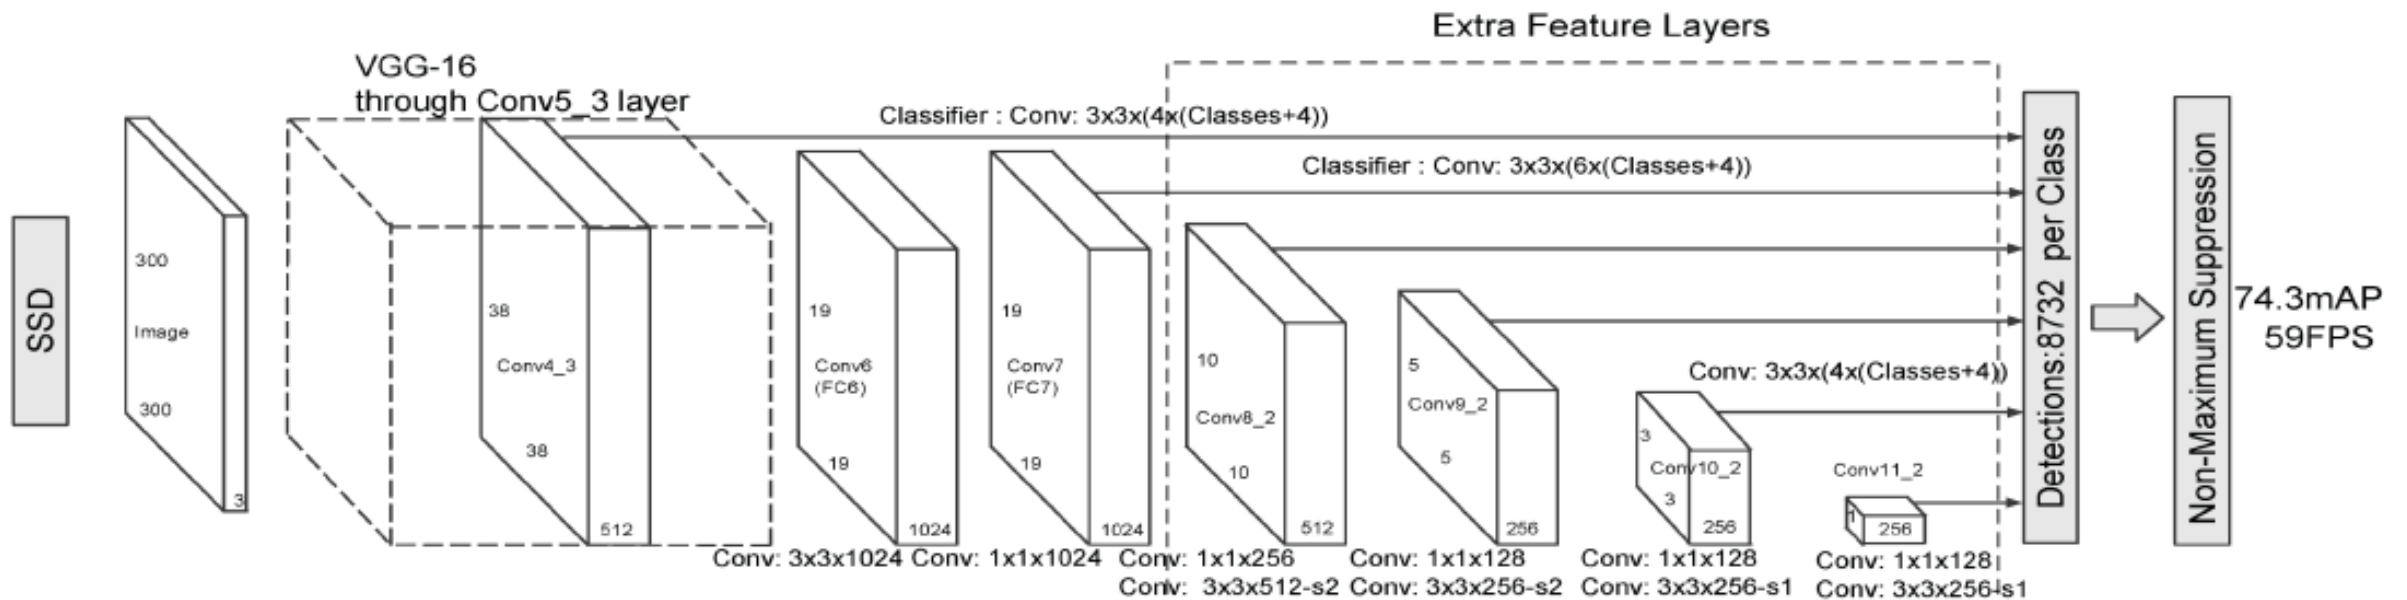 Extra Feature Layers
VGG-16
through Conv5_3 layer
Classifier : Conv: 3x3x(4x(Classes+4))
Classifier : Conv: 3x3x(6x(Classes+4))
SSD
300
Image
300
3
38
Conv4_3
38
512
19
Conv6
(FC6)
19
1024
19
Conv7
(FC7)
19
1024
10
Conv8_2
10
512
5
Conv9_2
5
256
Conv: 3x3x(4x(Classes+4))
3
Conv10_2
3
256
Conv11_2
1
256
Conv: 3x3x1024
Conv: 1x1x1024
Conv: 1x1x256
Conv: 3x3x512-s2
Conv: 1x1x128
Conv: 3x3x256-s2
Conv: 1x1x128
Conv: 3x3x256-s1
Conv: 1x1x128
Conv: 3x3x256-s1
Detections:8732 per Class
Non-Maximum Suppression
74.3mAP
59FPS